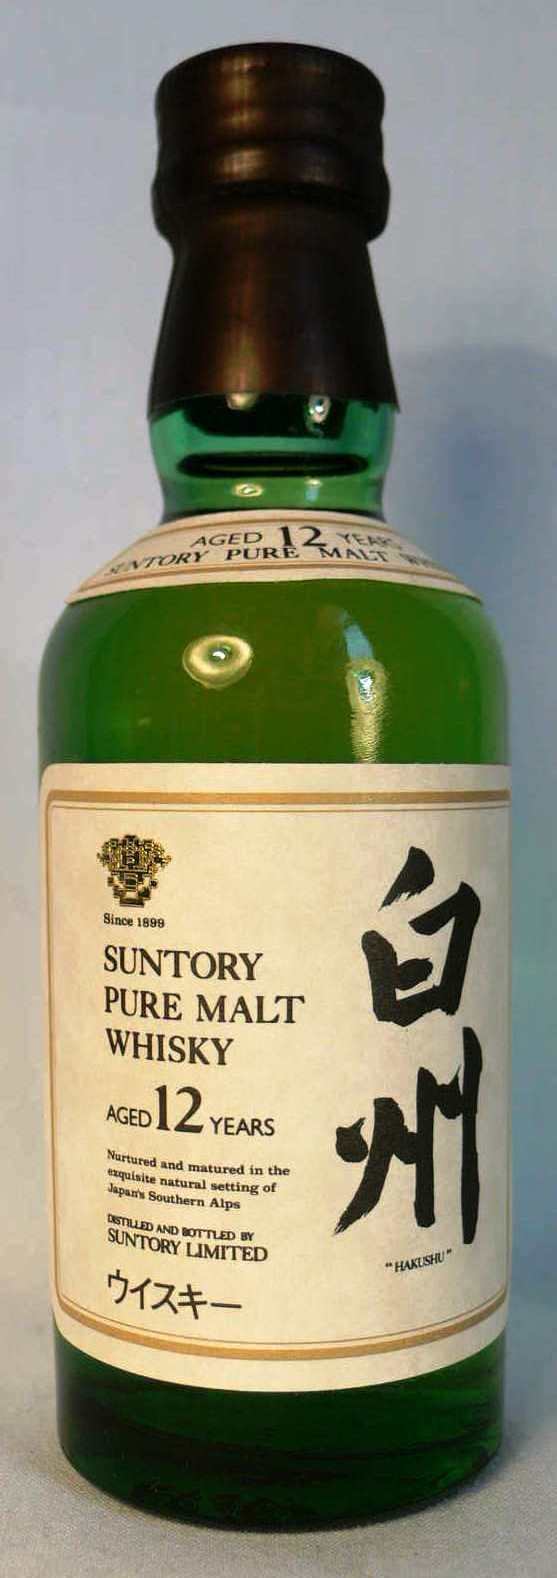 AGED 12 YEARS
SUNTORY PURE MALT
Since 1899
SUNTORY
PURE MALT
WHISKY
AGED 12 YEARS
Nurtured and matured in the
exquisite natural setting of
Japan's Southern Alps
DISTILLED AND BOTTLED BY
SUNTORY LIMITED
ウイスキー
白州
"HAKUSHU"